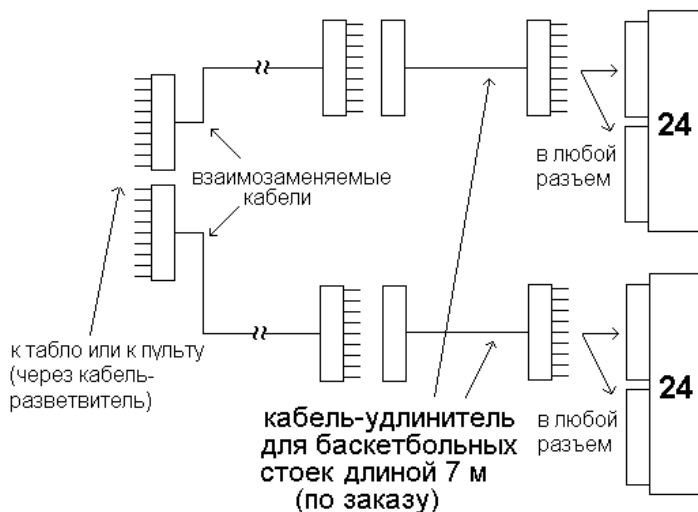 24
в любой
разъем
взаимозаменяемые
кабели
к табло или к пульту
(через кабель-
разветвитель)
24
кабель-удлинитель
для баскетбольных
стоек длиной 7 м
(по заказу)
в любой
разъем